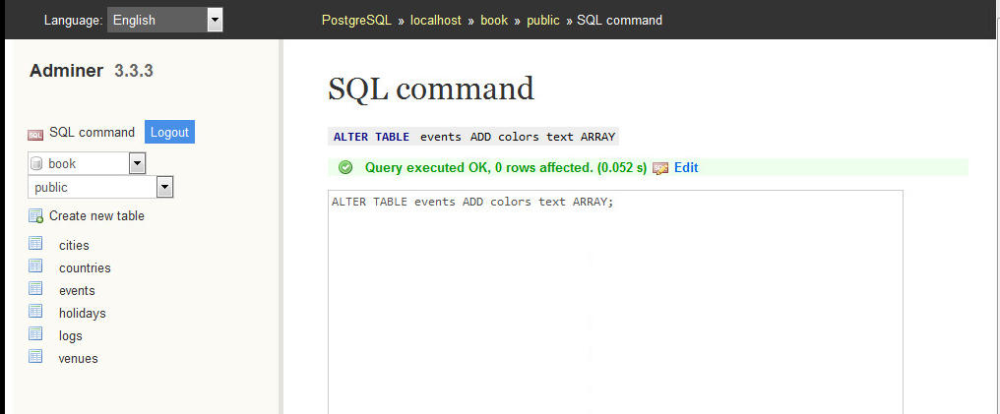 Language: English
PostgreSQL » localhost » book » public » SQL command
Adminer 3.3.3
SQL command
SQL
SQL command Logout
ALTER TABLE events ADD colors text ARRAY
book
Query executed OK, 0 rows affected. (0.052 s) Edit
public
ALTER TABLE events ADD colors text ARRAY;
Create new table
cities
countries
events
holidays
logs
venues